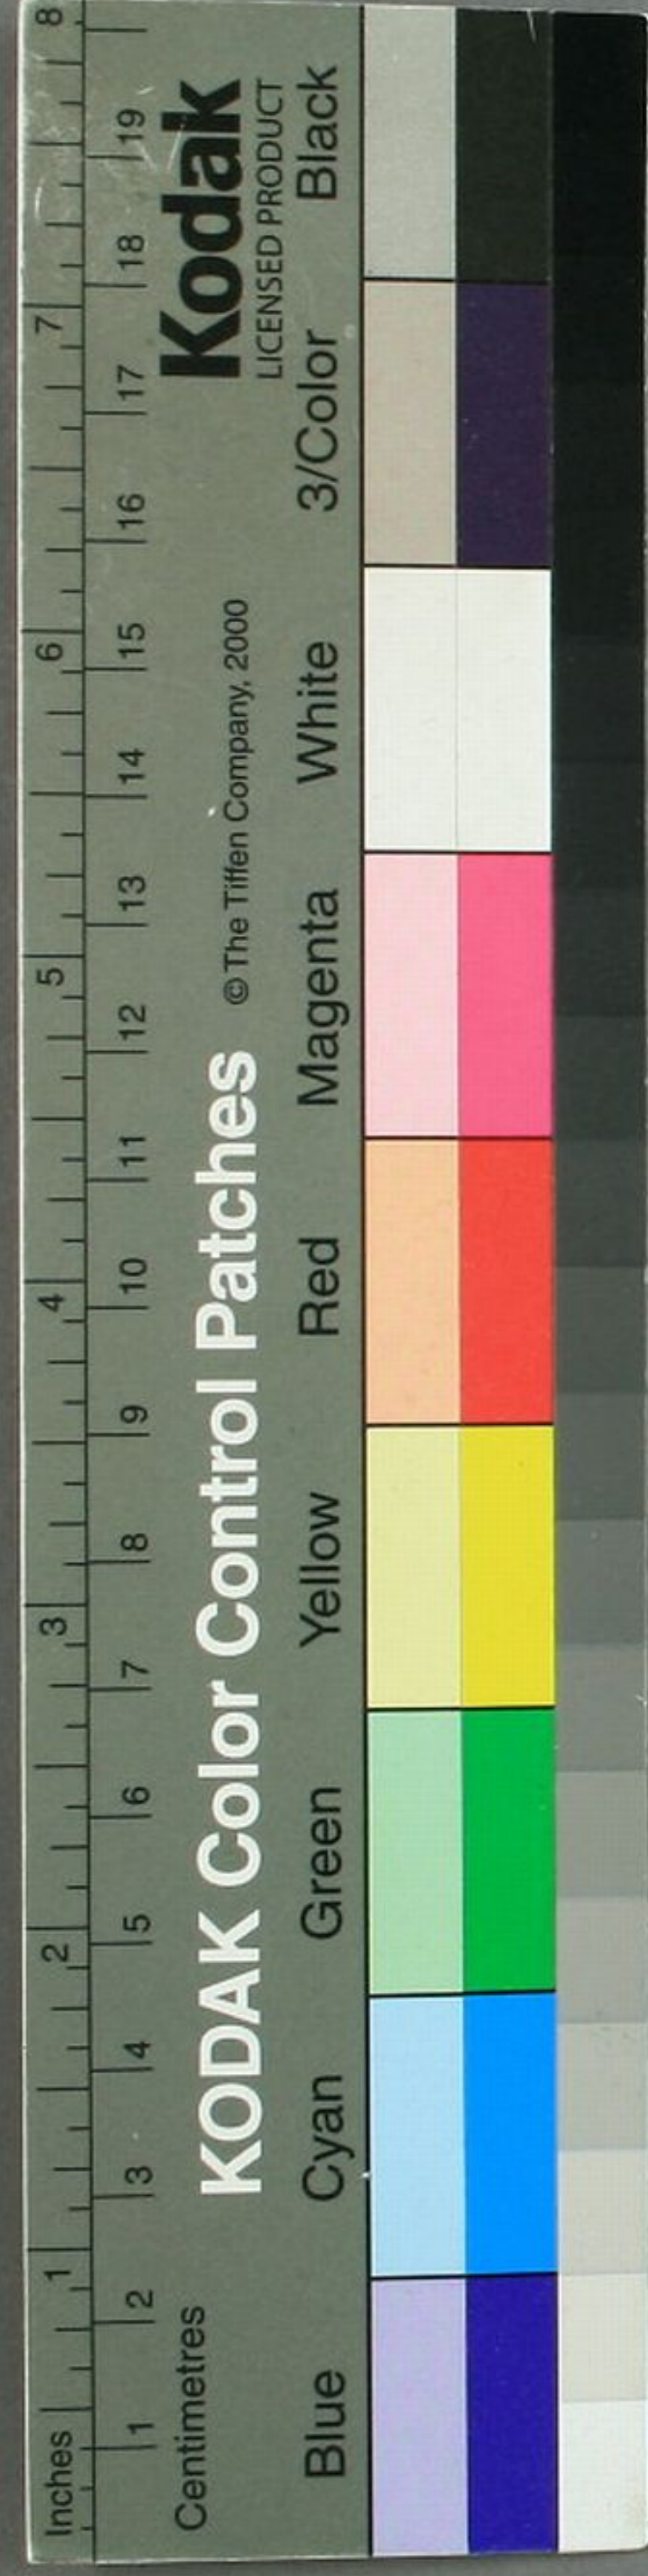 Inches 1 2 3 4 5 6 7 8
1 2 3 4 5 6 7 8 9 10 11 12 13 14 15 16 17 18 19
Centimetres
KODAK Color Control Patches © The Tiffen Company, 2000 Kodak
LICENSED PRODUCT
Blue Cyan Green Yellow Red Magenta White 3/Color Black